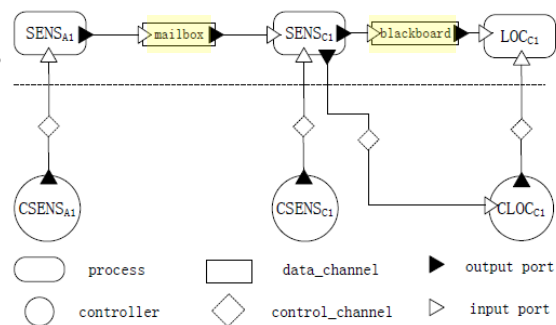 SENSA1
mailbox
SENSC1
blackboard
LOCC1
CSENSA1
CSENSC1
CLOCC1
process
data_channel
output port
controller
control_channel
input port